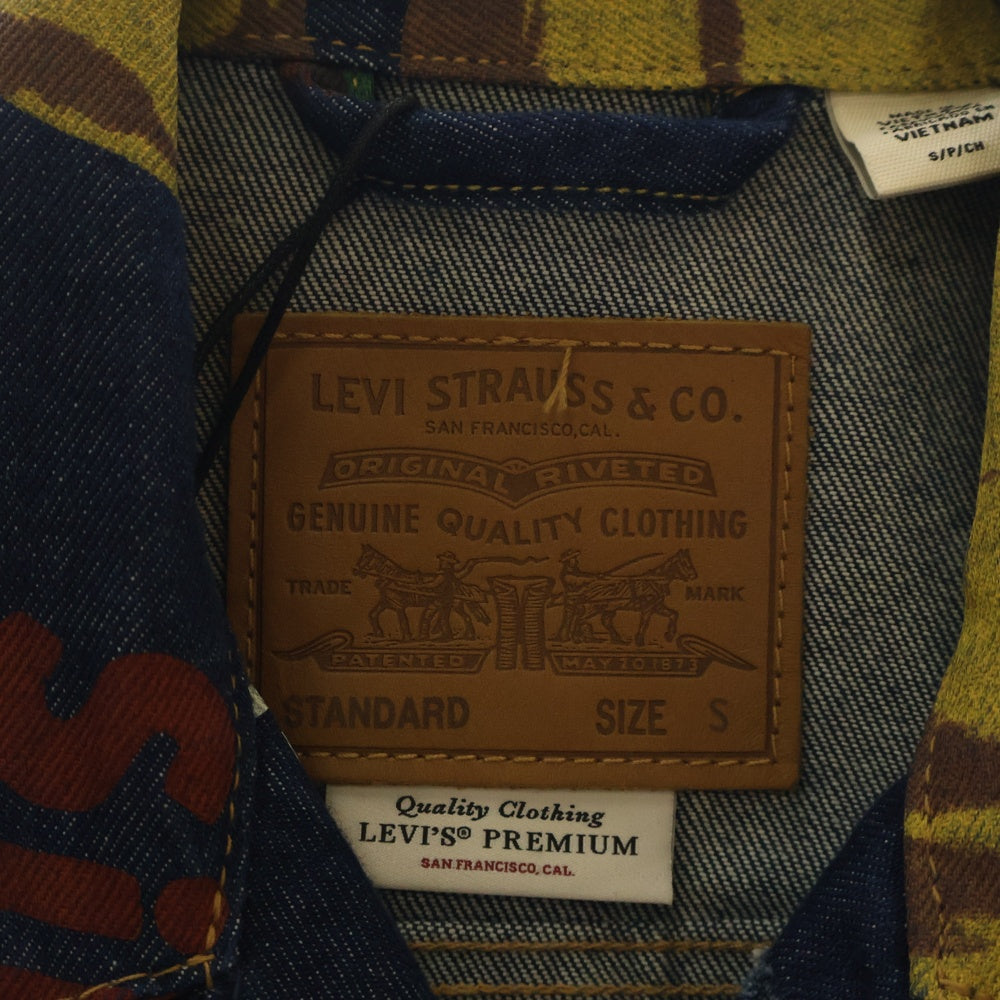 VIETNAM
S/P/CH
LEVI STRAUSS & CO.
SAN FRANCISCO, CAL.
ORIGINAL RIVETED
GENUINE QUALITY CLOTHING
TRADE MARK
PATENTED MAY 20 1873
STANDARD SIZE S
Quality Clothing
LEVI'S® PREMIUM
SAN FRANCISCO, CAL.